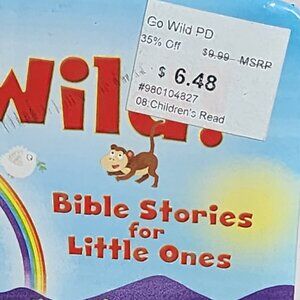 Go Wild PD
35% Off $9.99 MSRP
$ 6.48
#980104827
08:Children's Read
Wild!
Bible Stories
for
Little Ones